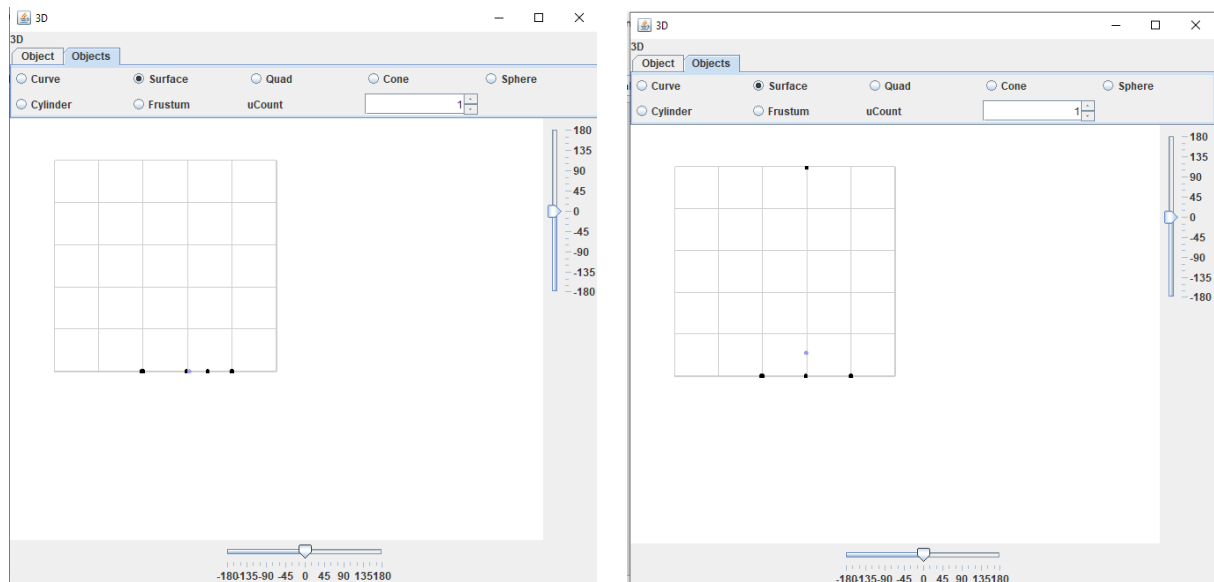 3D
3D
Object Objects
Curve Surface Quad Cone Sphere
Cylinder Frustum uCount 1
180
135
90
45
0
-45
-90
-135
-180
-180135-90 -45 0 45 90 135180
3D
3D
Object Objects
Curve Surface Quad Cone Sphere
Cylinder Frustum uCount 1
180
135
90
45
0
-45
-90
-135
-180
-180135-90 -45 0 45 90 135180